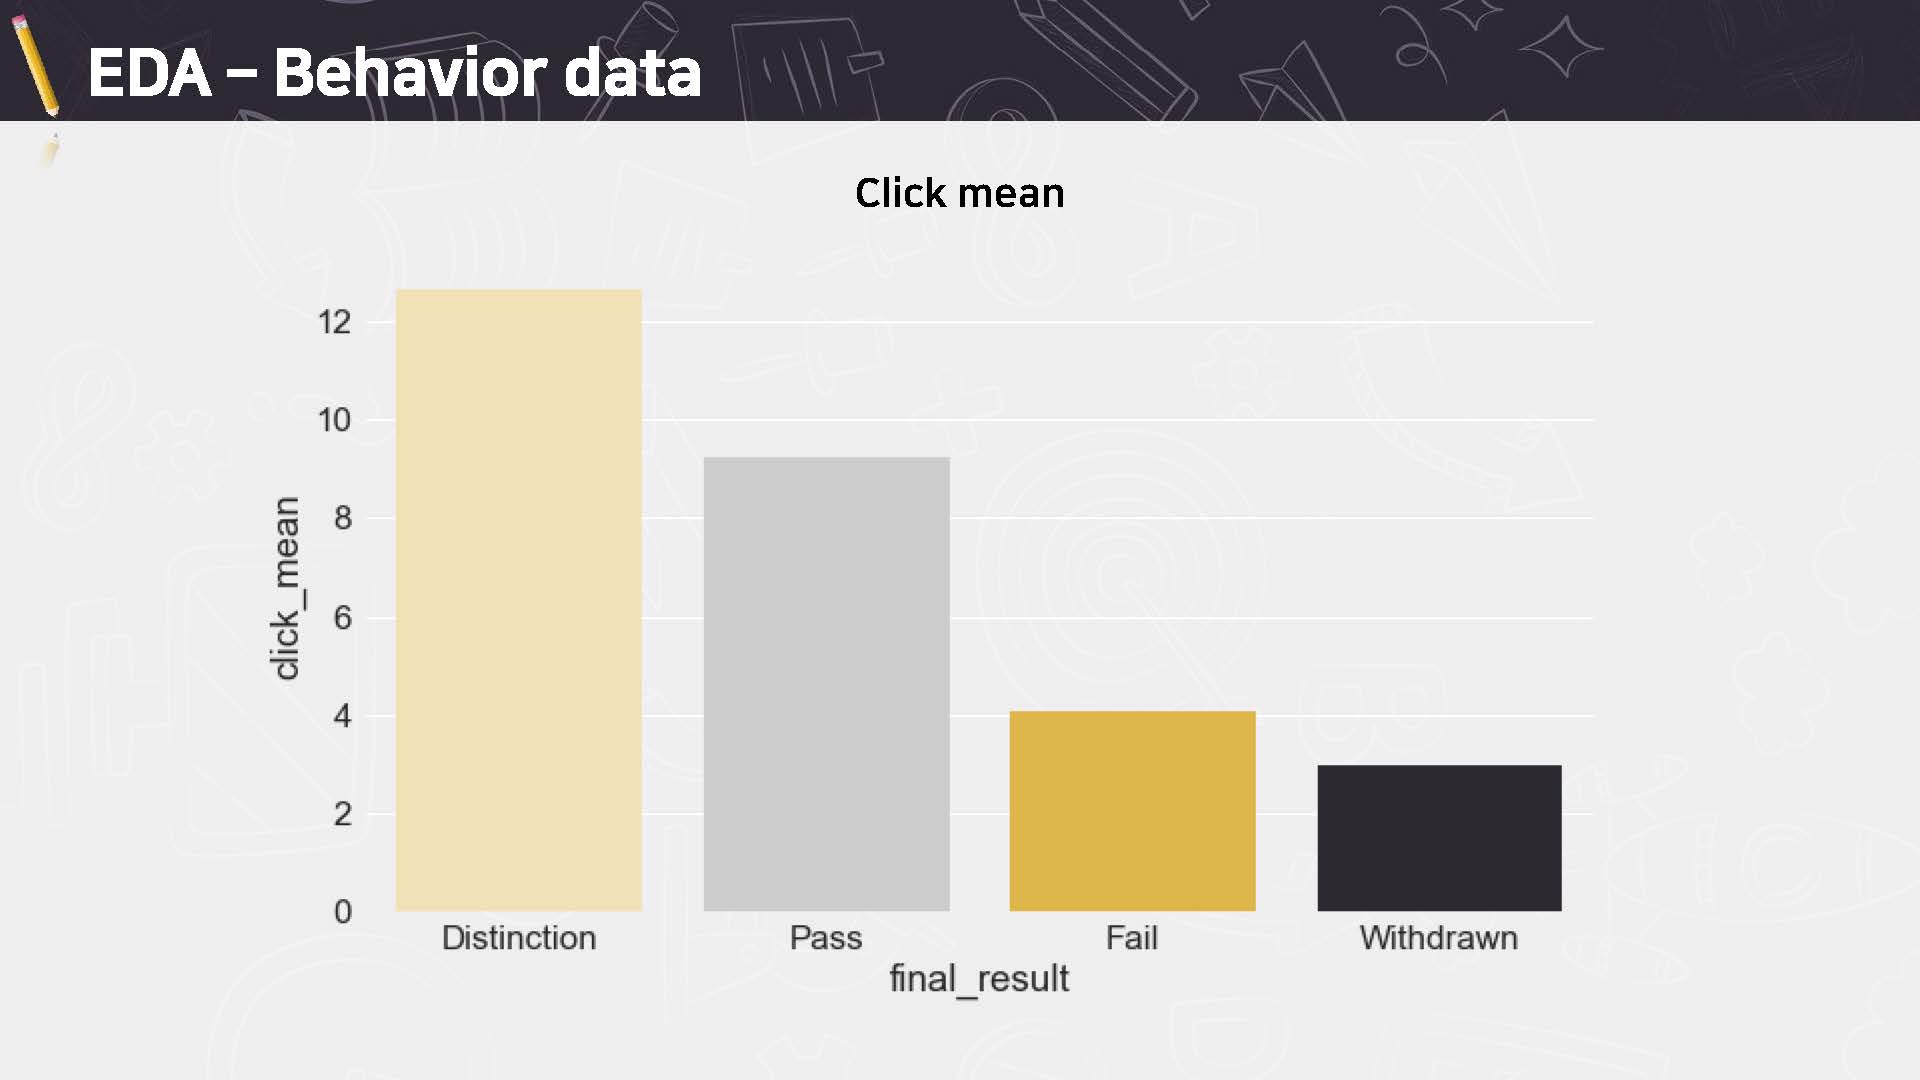 EDA – Behavior data
Click mean
12
10
8
6
4
2
0
click_mean
Distinction Pass Fail Withdrawn
final_result